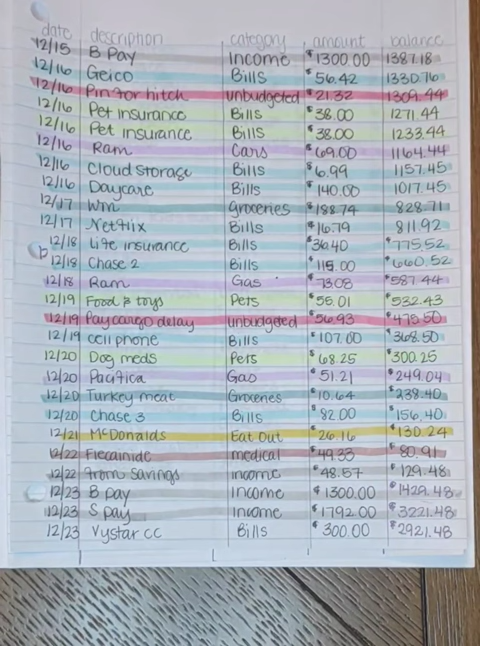 date description category amount balance
12/15 B Pay Income $1300.00 1387.18
12/16 Geico Bills $56.42 1330.76
12/16 Pin for hitch unbudgeted $21.32 1309.44
12/16 Pet insurance Bills $38.00 1271.44
12/16 Pet insurance Bills $38.00 1233.44
12/16 Ram Cars $69.00 1164.44
12/16 Cloud storage Bills $6.99 1157.45
12/16 Daycare Bills $140.00 1017.45
12/17 Wm groceries $188.74 828.71
12/17 Netflix Bills $16.79 811.92
12/18 Life insurance Bills $36.40 $775.52
12/18 Chase 2 Bills $115.00 $660.52
12/18 Ram Gas $73.08 $587.44
12/19 Food & toys Pets $55.01 $532.43
12/19 Pay cargo delay unbudgeted $56.93 $475.50
12/19 cell phone Bills $107.00 $368.50
12/20 Dog meds Pets $68.25 $300.25
12/20 Pacifica Gas $51.21 $249.04
12/20 Turkey meat Groceries $10.64 $238.40
12/20 Chase 3 Bills $82.00 $156.40
12/21 McDonalds Eat Out $26.16 $130.24
12/22 Flecainide medical $49.33 $80.91
12/22 from savings income $48.57 $129.48
12/23 B pay Income $1300.00 $1429.48
12/23 S pay Income $1792.00 $3221.48
12/23 Vystar cc Bills $300.00 $2921.48